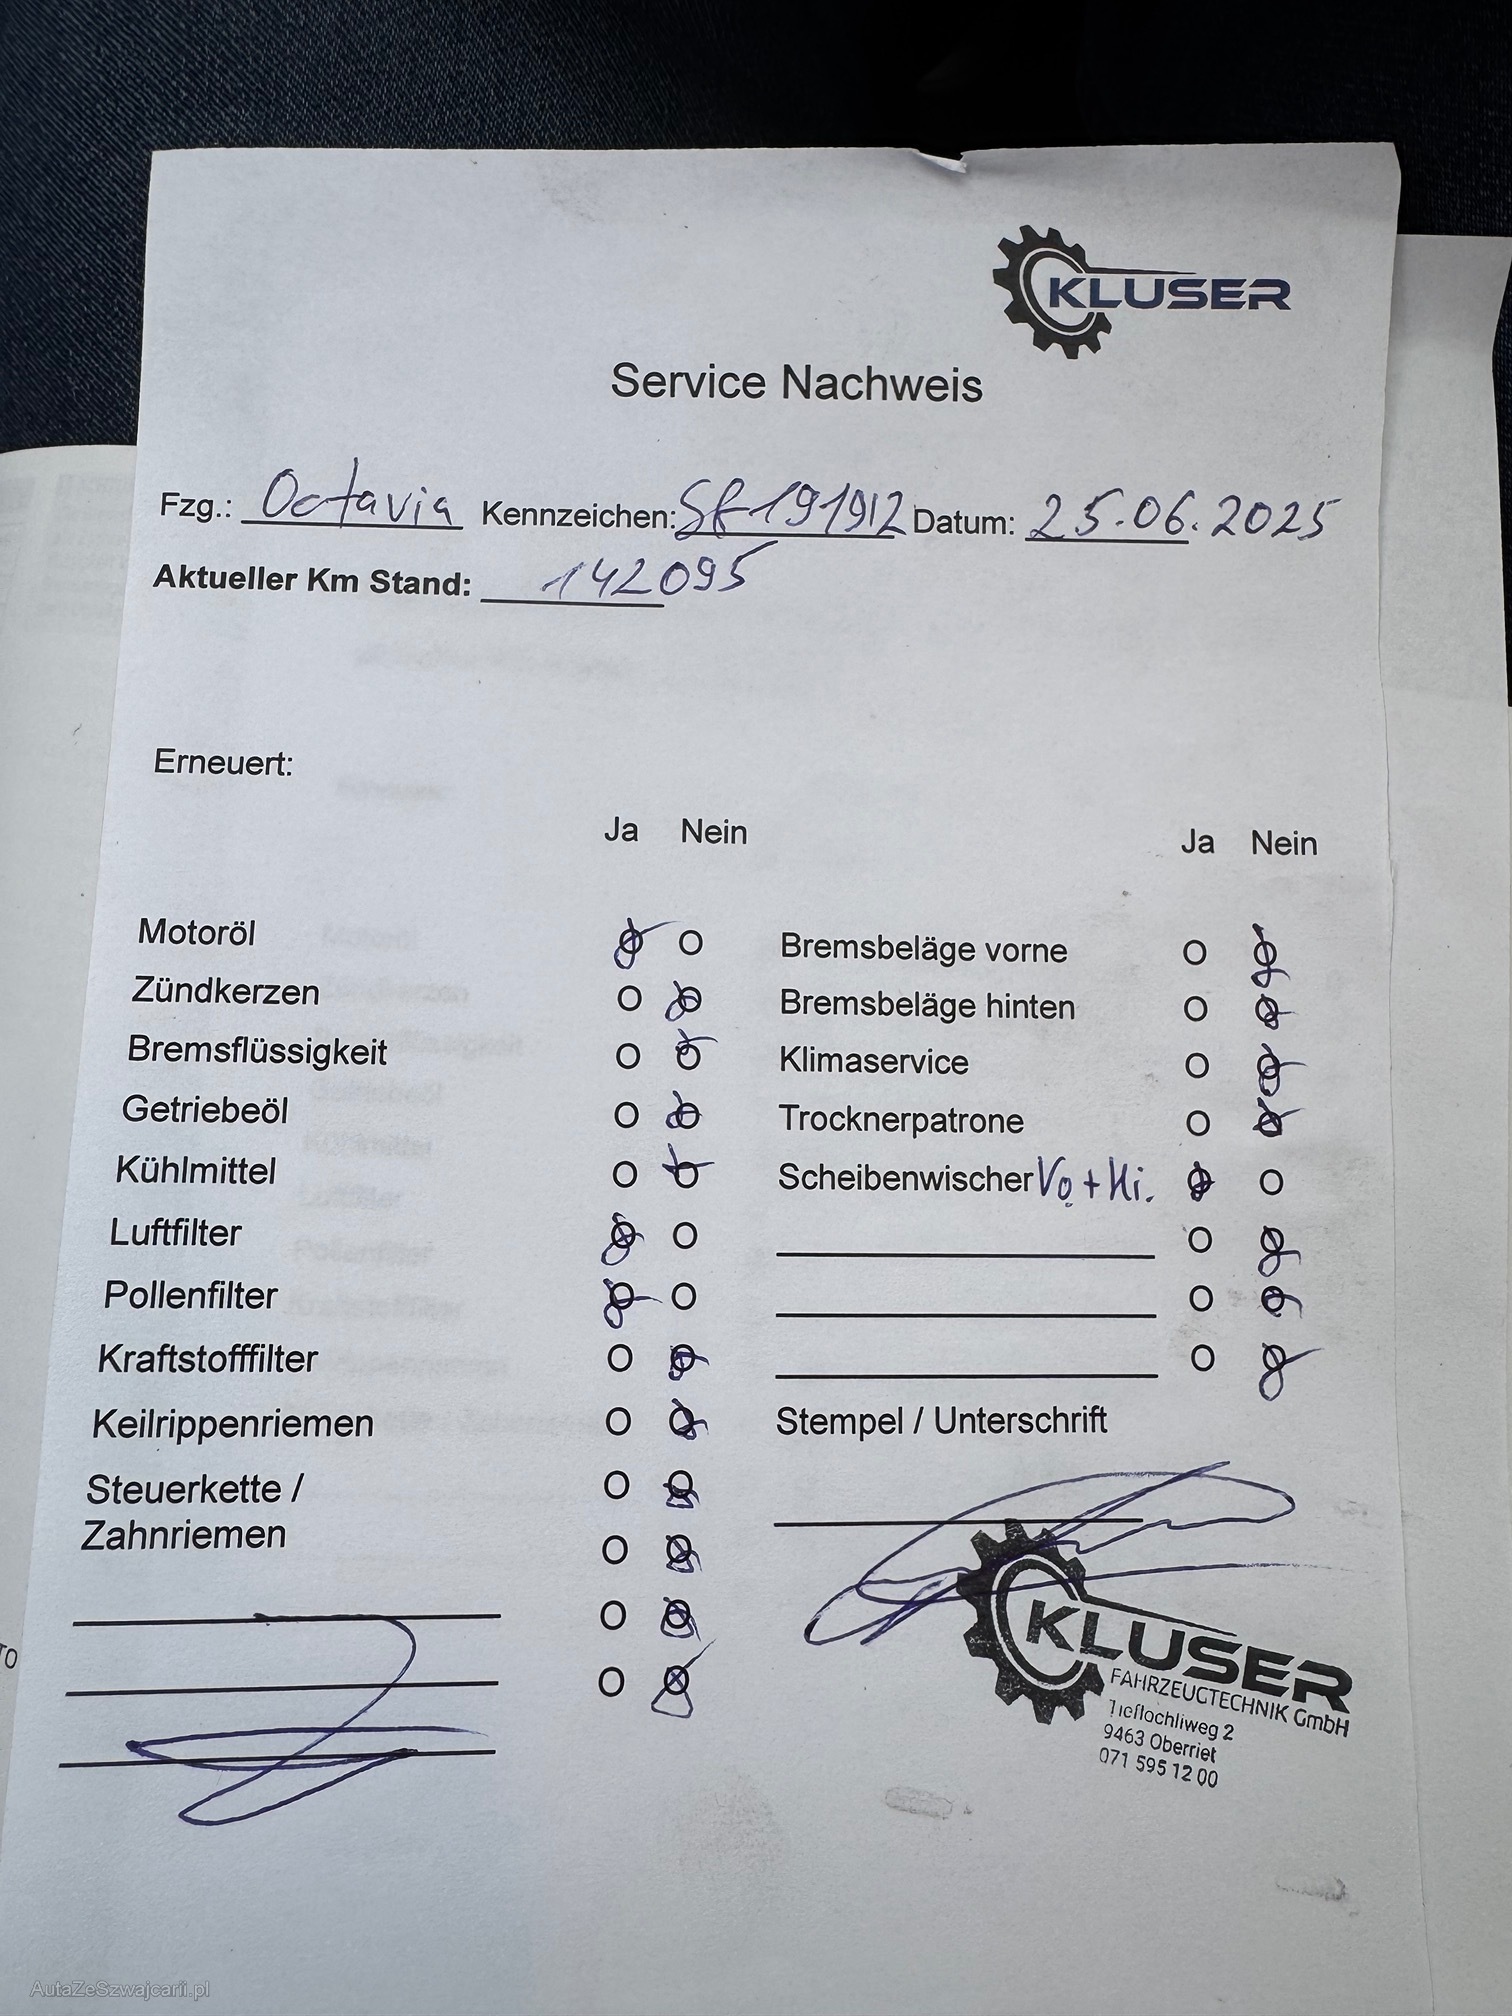 KLUSER
Service Nachweis
Fzg.: Octavia Kennzeichen: Datum: 25.06.2025
Aktueller Km Stand: 142095
Erneuert:
Ja Nein Ja Nein
Motoröl O O Bremsbeläge vorne O O
Zündkerzen O O Bremsbeläge hinten O O
Bremsflüssigkeit O O Klimaservice O O
Getriebeöl O O Trocknerpatrone O O
Kühlmittel O O Scheibenwischer Vo.+Hi. O O
Luftfilter O O O O
Pollenfilter O O O O
Kraftstofffilter O O O O
Keilrippenriemen O O Stempel / Unterschrift
Steuerkette / O O
Zahnriemen O O
O O
O O
KLUSER
FAHRZEUGTECHNIK GmbH
9463 Oberriet
071 595 12 00
TO
AutaZeSzwajcarii.pl